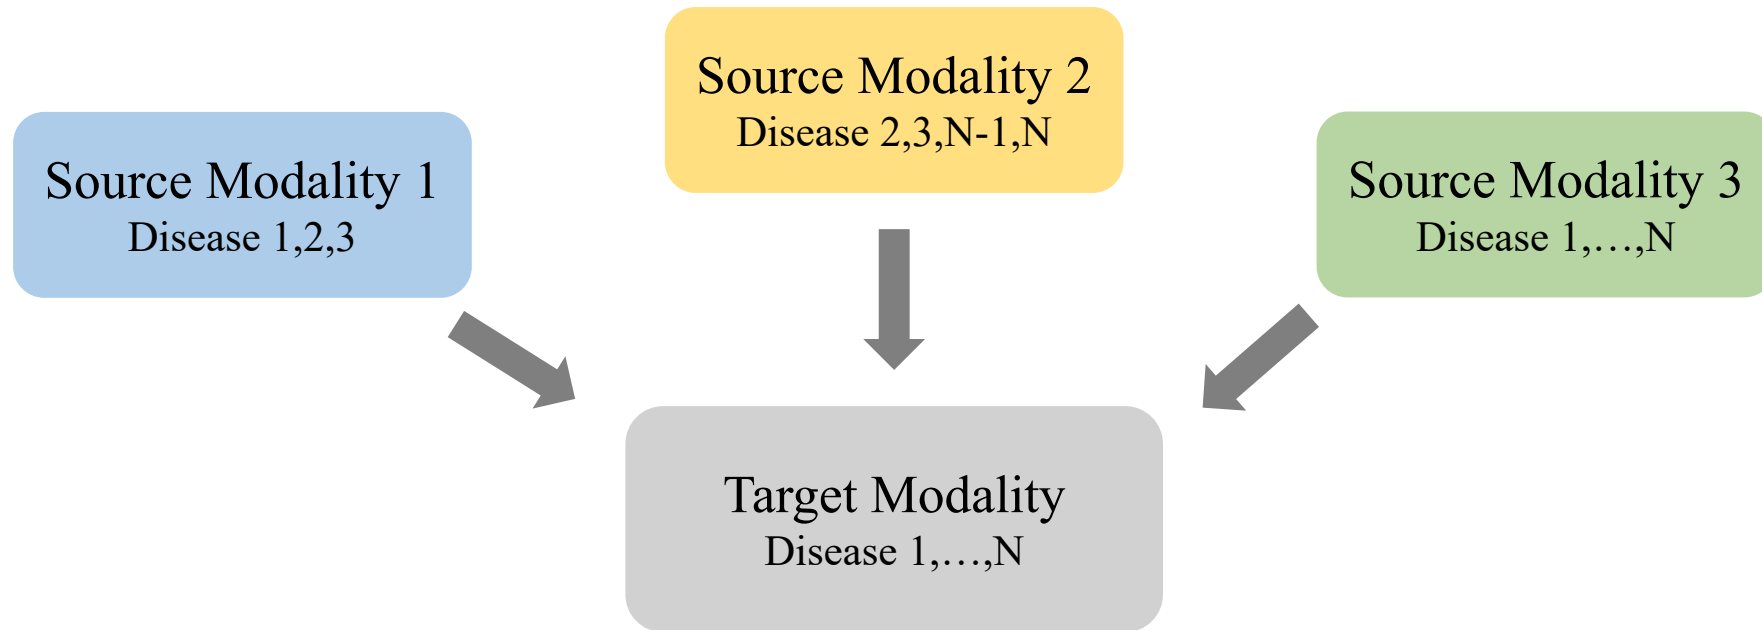 Source Modality 1
Disease 1,2,3
Source Modality 2
Disease 2,3,N-1,N
Source Modality 3
Disease 1,…,N
Target Modality
Disease 1,…,N